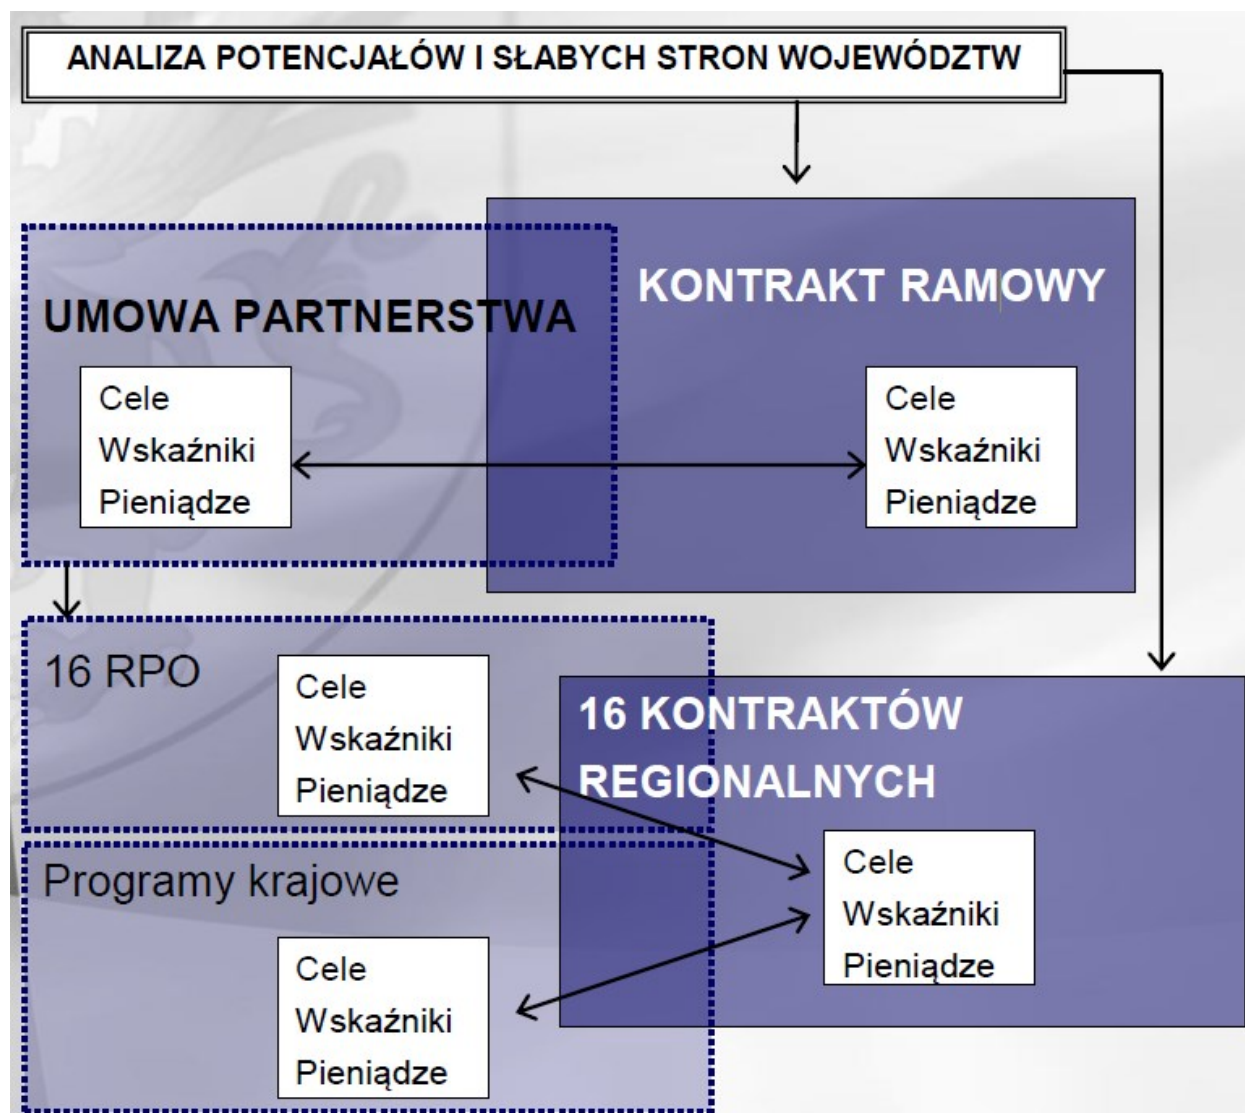 ANALIZA POTENCJAŁÓW I SŁABYCH STRON WOJEWÓDZTW
KONTRAKT RAMOWY
UMOWA PARTNERSTWA
Cele
Wskaźniki
Pieniądze
Cele
Wskaźniki
Pieniądze
16 RPO
Cele
Wskaźniki
Pieniądze
16 KONTRAKTÓW
REGIONALNYCH
Cele
Wskaźniki
Pieniądze
Programy krajowe
Cele
Wskaźniki
Pieniądze